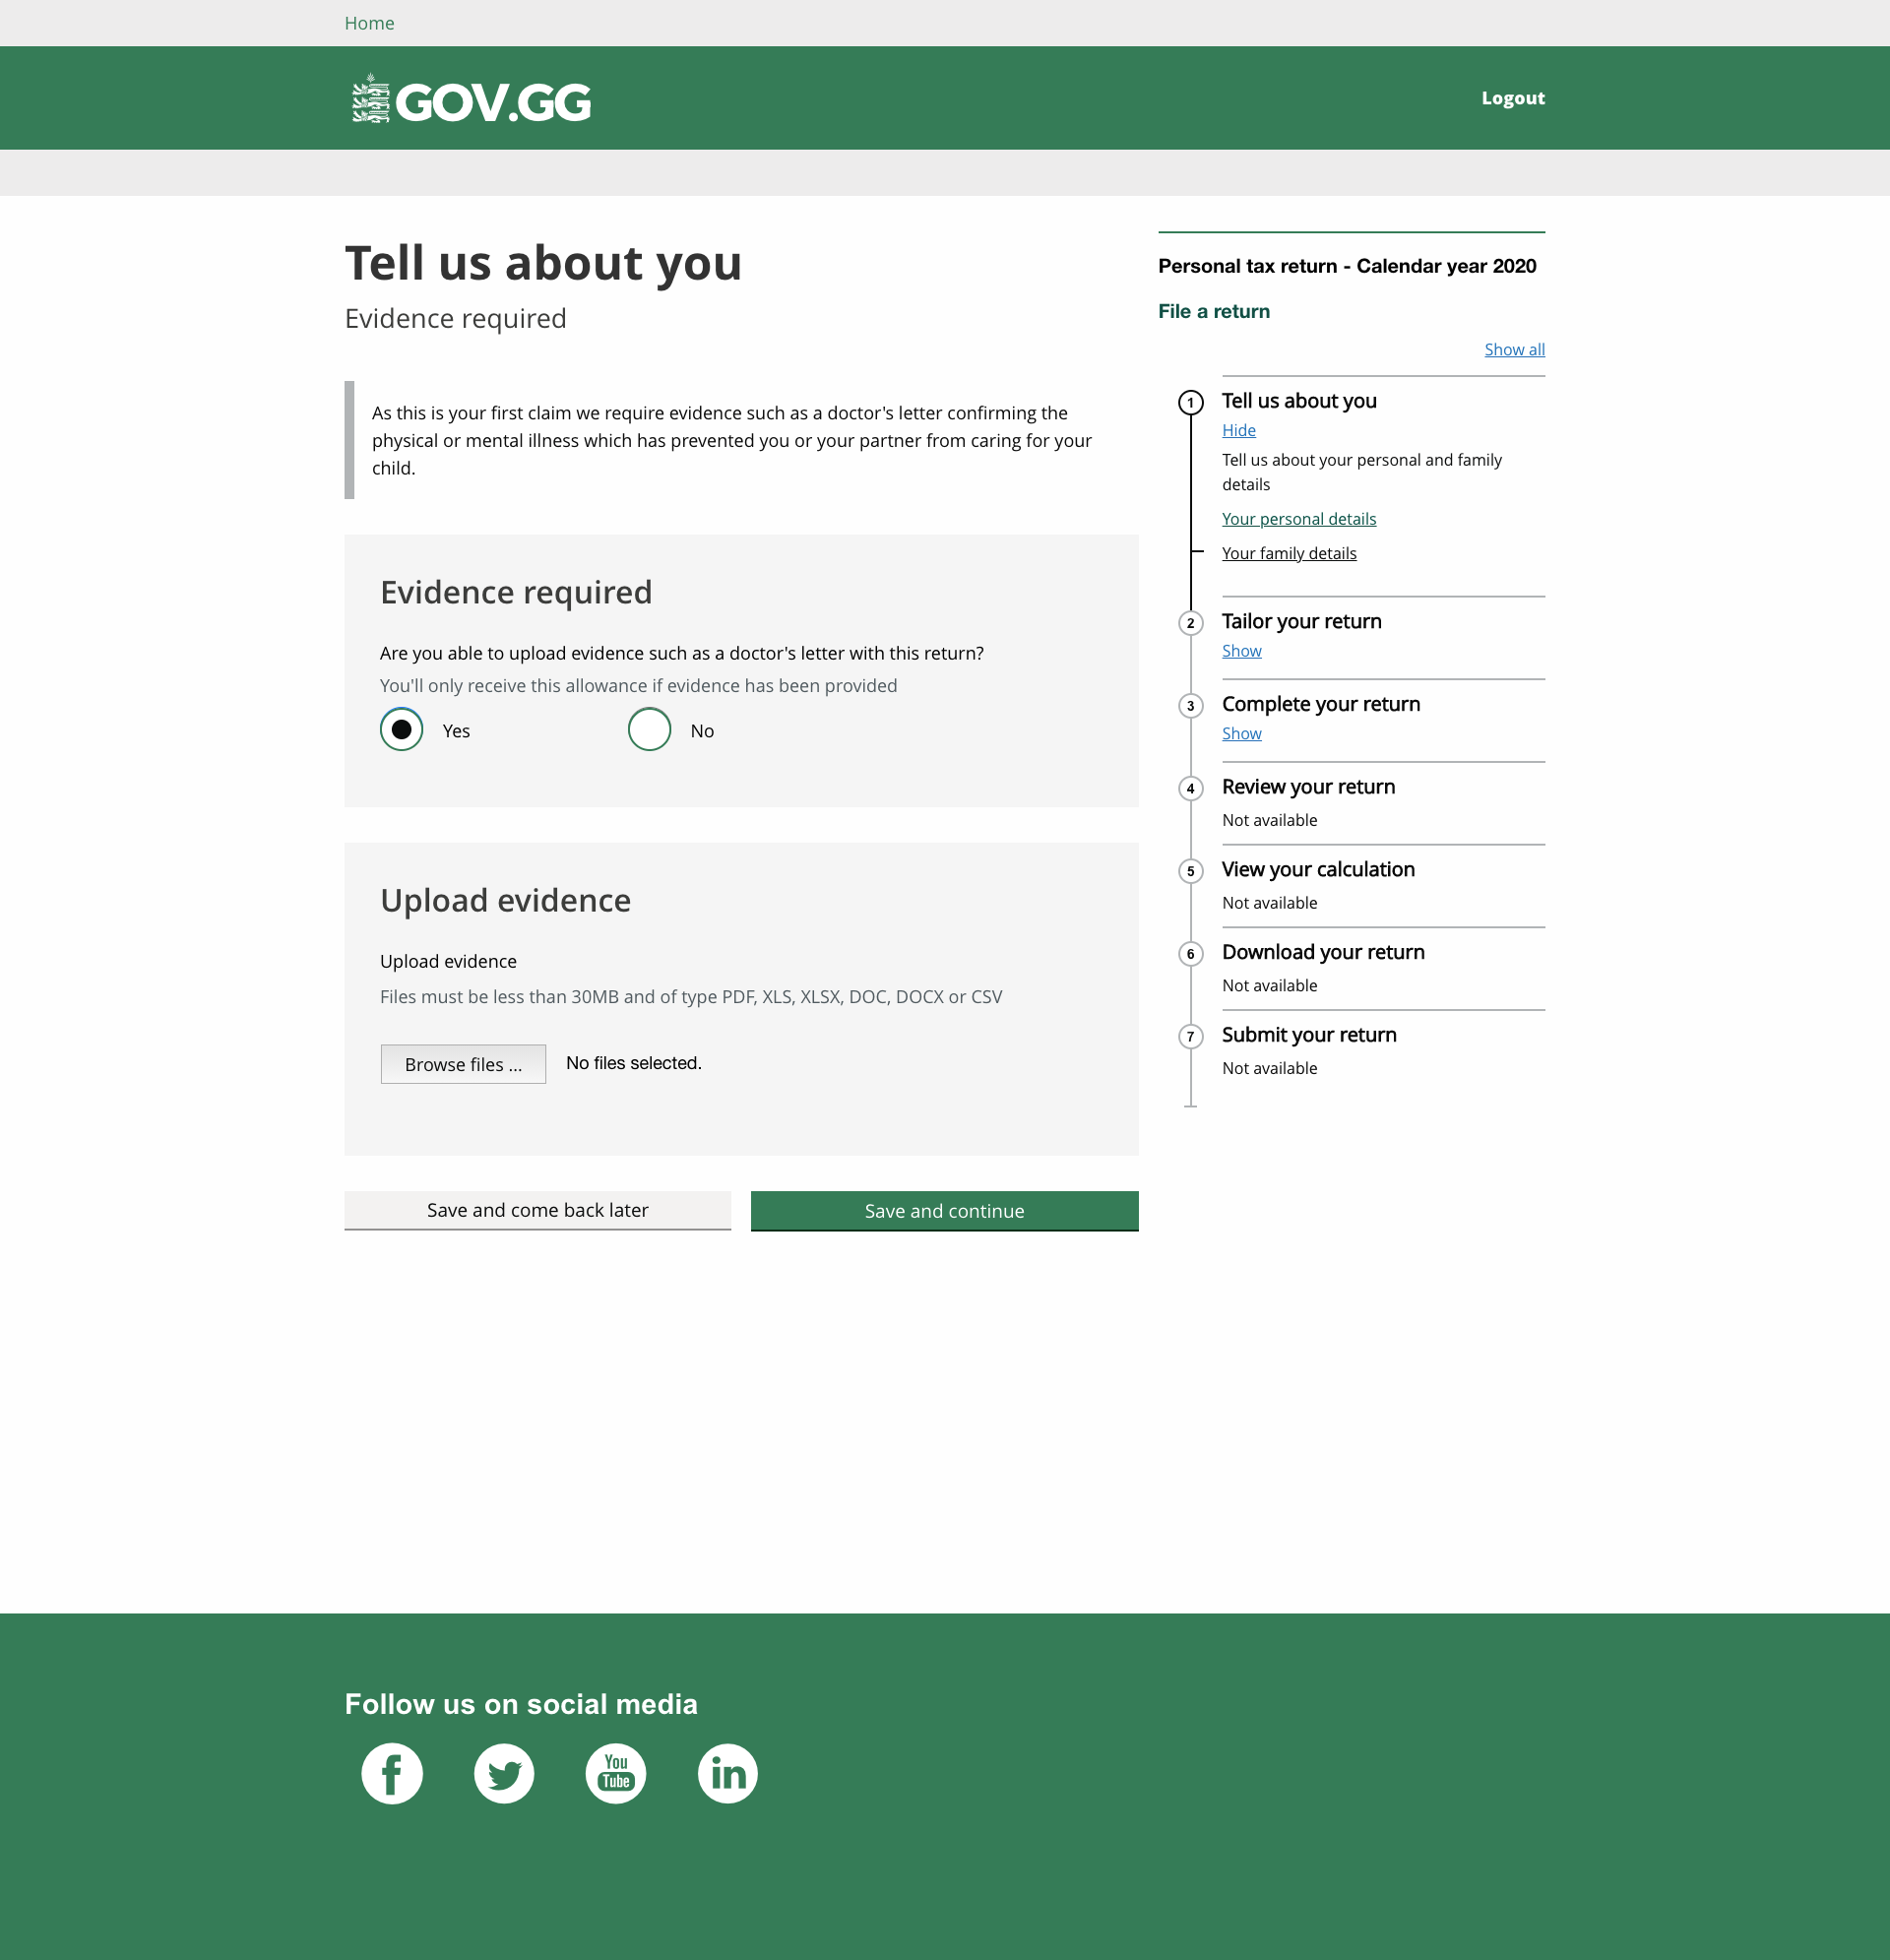 Home
GOV.GG
Logout
Tell us about you
Evidence required
As this is your first claim we require evidence such as a doctor's letter confirming the
physical or mental illness which has prevented you or your partner from caring for your
child.
Evidence required
Are you able to upload evidence such as a doctor's letter with this return?
You'll only receive this allowance if evidence has been provided
Yes
No
Upload evidence
Upload evidence
Files must be less than 30MB and of type PDF, XLS, XLSX, DOC, DOCX or CSV
Browse files ...
No files selected.
Save and come back later
Save and continue
Personal tax return - Calendar year 2020
File a return
Show all
1
Tell us about you
Hide
Tell us about your personal and family
details
Your personal details
Your family details
2
Tailor your return
Show
3
Complete your return
Show
4
Review your return
Not available
5
View your calculation
Not available
6
Download your return
Not available
7
Submit your return
Not available
Follow us on social media
f
You
Tube
in